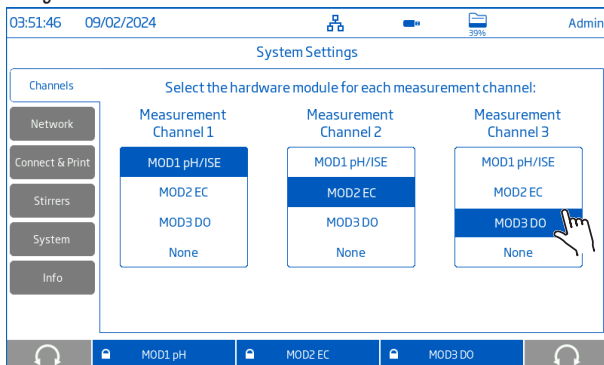 03:51:46 09/02/2024 39% Admin
System Settings
Channels
Network
Connect & Print
Stirrers
System
Info
Select the hardware module for each measurement channel:
Measurement
Channel 1
MOD1 pH/ISE
MOD2 EC
MOD3 DO
None
Measurement
Channel 2
MOD1 pH/ISE
MOD2 EC
MOD3 DO
None
Measurement
Channel 3
MOD1 pH/ISE
MOD2 EC
MOD3 DO
None
MOD1 pH MOD2 EC MOD3 DO